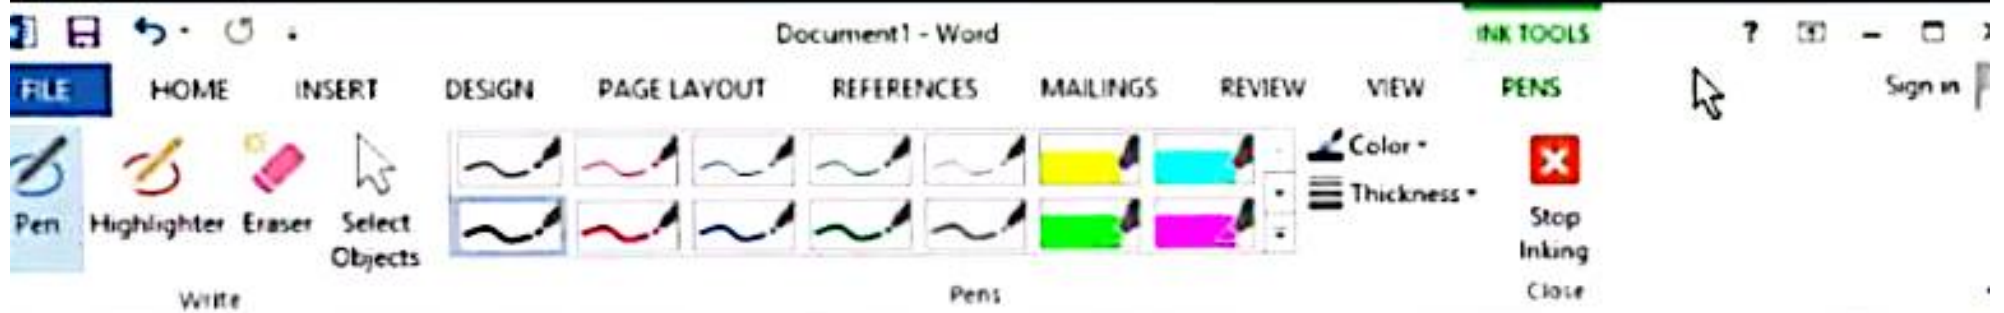 Document1 - Word
INK TOOLS
?
FILE HOME INSERT DESIGN PAGE LAYOUT REFERENCES MAILINGS REVIEW VIEW PENS Sign in
Color
Thickness
Pen Highlighter Eraser Select Objects
Stop Inking
Write Pens Close